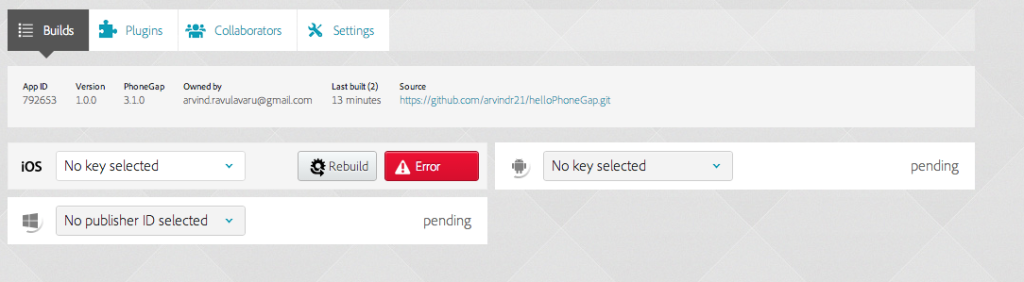 Builds Plugins Collaborators Settings
App ID Version PhoneGap Owned by Last built (2) Source
792653 1.0.0 3.1.0 arvind.ravulavaru@gmail.com 13 minutes https://github.com/arvindr21/helloPhoneGap.git
iOS No key selected Rebuild Error No key selected pending
No publisher ID selected pending